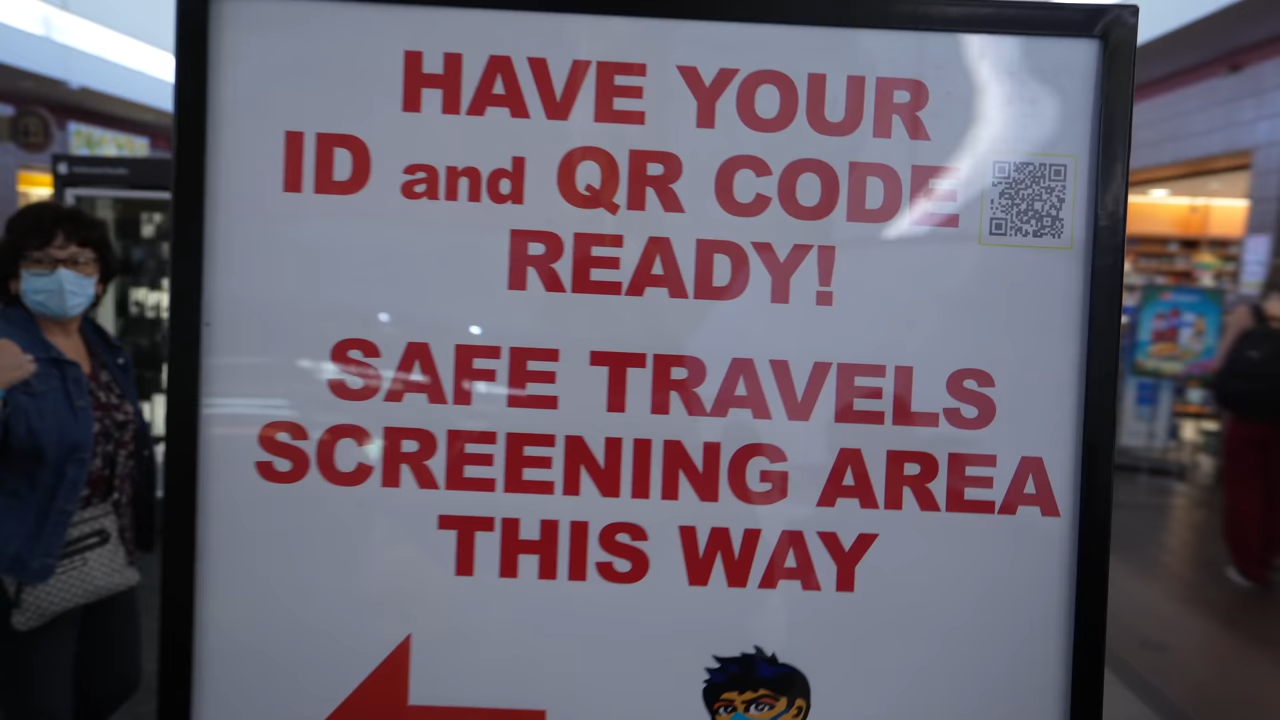 HAVE YOUR
ID and QR CODE
READY!
SAFE TRAVELS
SCREENING AREA
THIS WAY